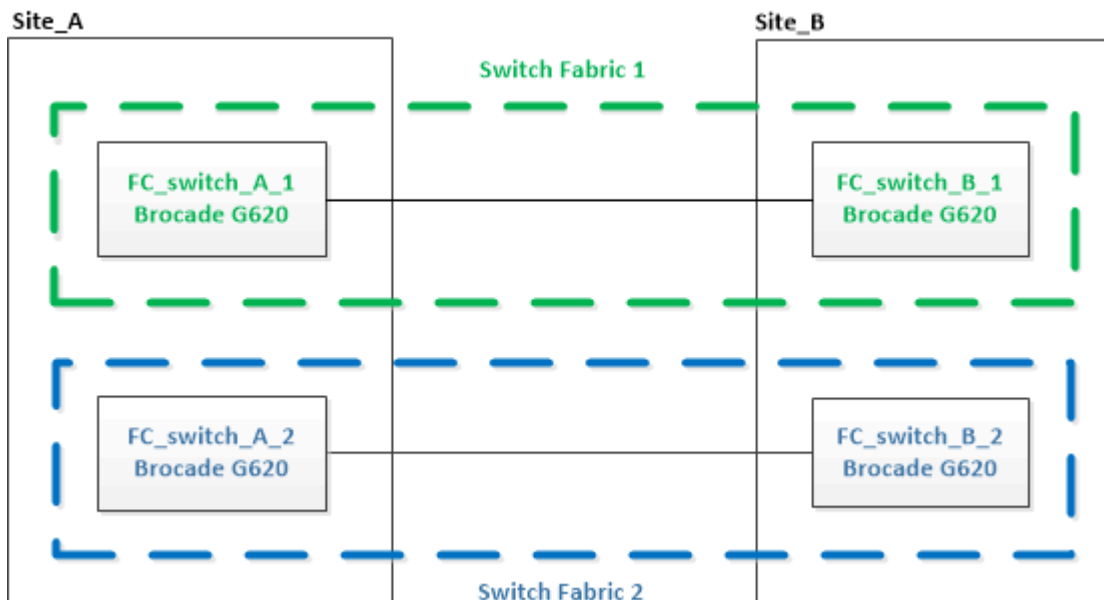 Site_A
Site_B
Switch Fabric 1
FC_switch_A_1
Brocade G620
FC_switch_B_1
Brocade G620
FC_switch_A_2
Brocade G620
FC_switch_B_2
Brocade G620
Switch Fabric 2